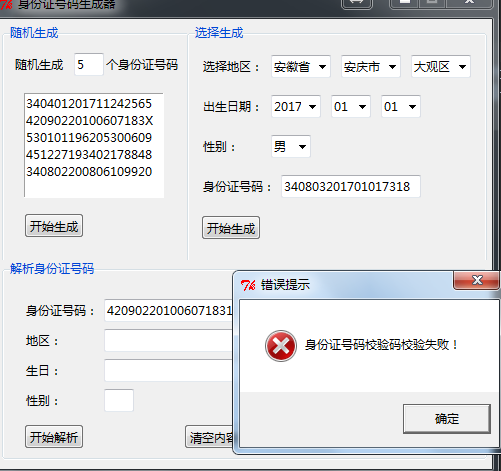 身份证号码生成器
随机生成
随机生成 5 个身份证号码
340401201711242565
42090220100607183X
530101196205300609
451227193402178848
340802200806109920
开始生成
选择生成
选择地区： 安徽省 安庆市 大观区
出生日期： 2017 01 01
性别： 男
身份证号码： 340803201701017318
开始生成
解析身份证号码
身份证号码： 420902201006071831
地区：
生日：
性别：
开始解析
清空内容
错误提示
身份证号码校验码校验失败！
确定